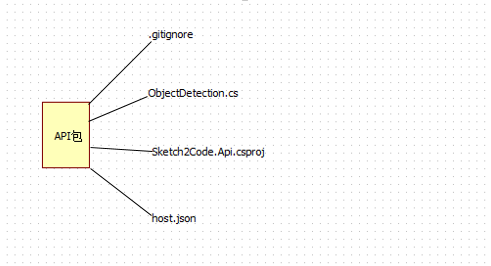 .gitignore
ObjectDetection.cs
API包
Sketch2Code.Api.csproj
host.json